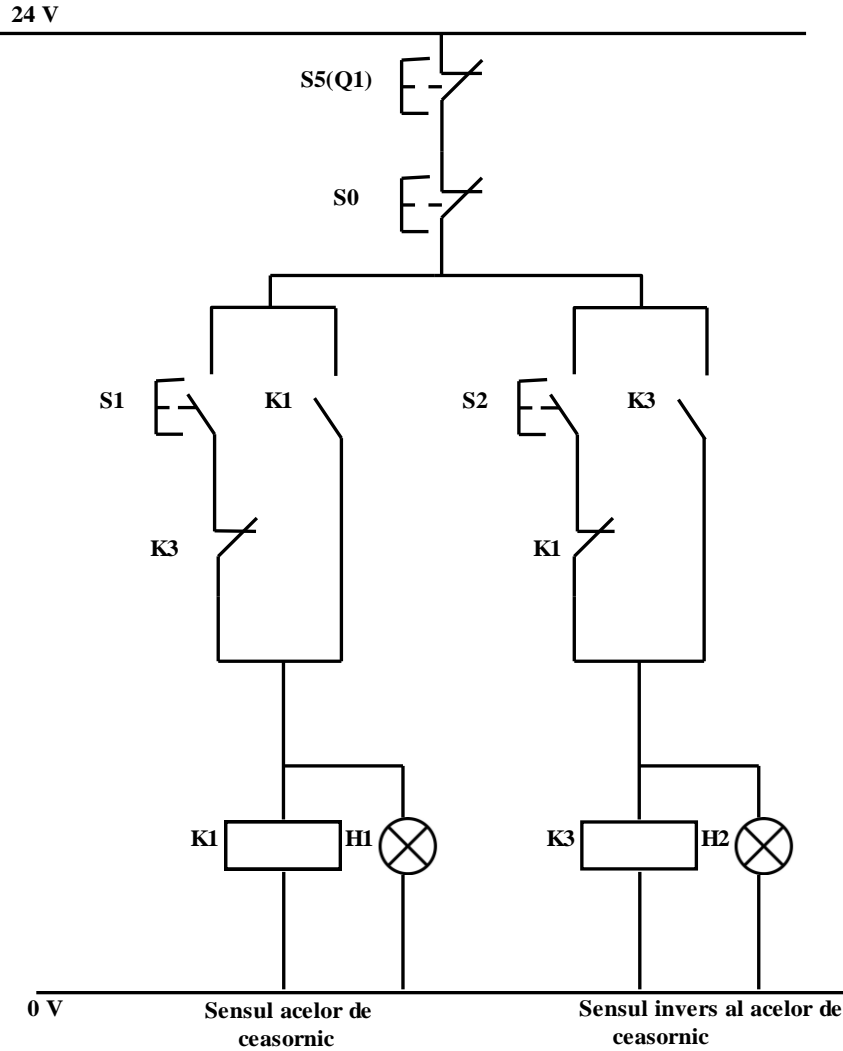 24 V
S5(Q1)
S0
S1
K1
S2
K3
K3
K1
K1
H1
K3
H2
0 V
Sensul acelor de
ceasornic
Sensul invers al acelor de
ceasornic